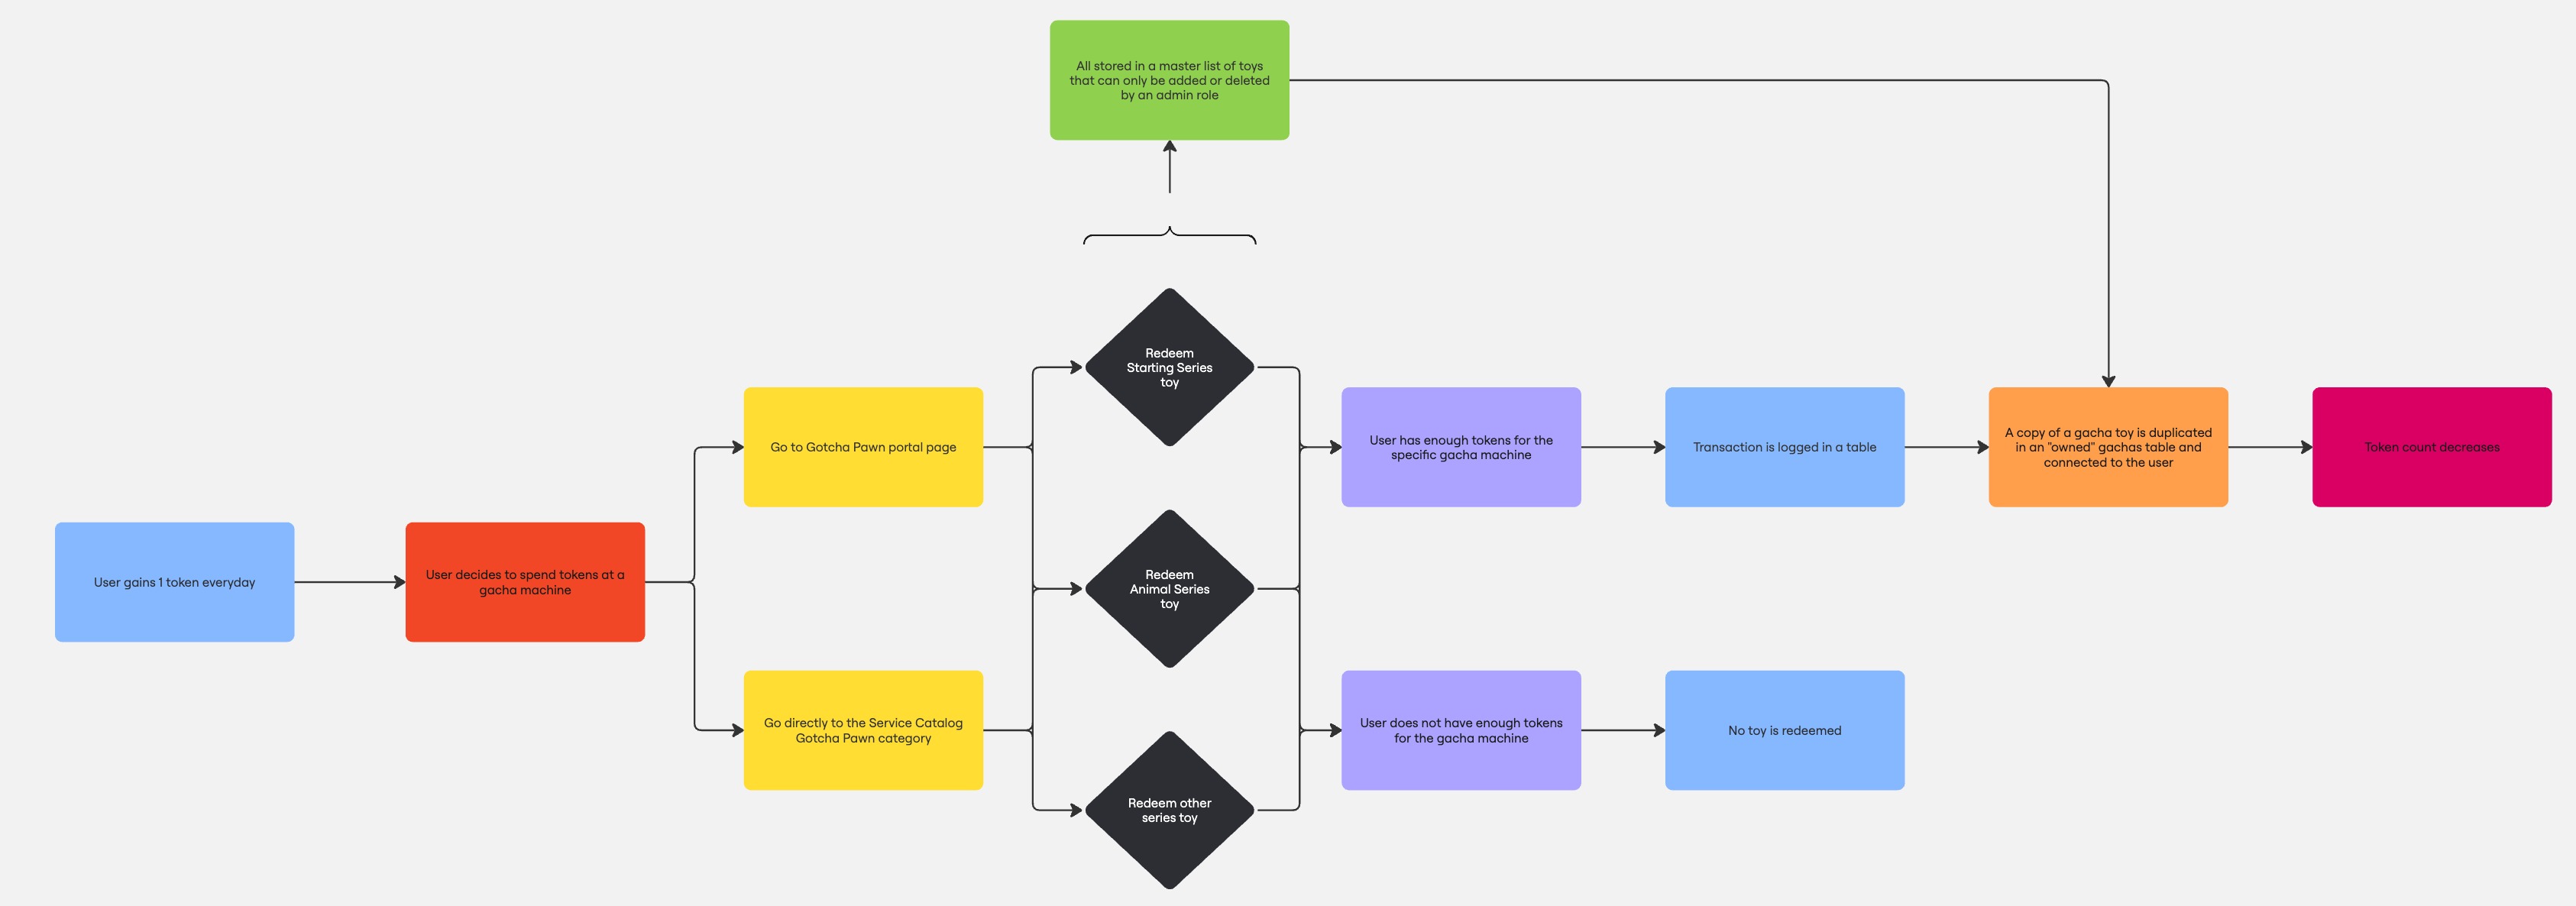 All stored in a master list of toys
that can only be added or deleted
by an admin role
User gains 1 token everyday
User decides to spend tokens at a
gacha machine
Go to Gotcha Pawn portal page
Go directly to the Service Catalog
Gotcha Pawn category
Redeem
Starting Series
toy
Redeem
Animal Series
toy
Redeem other
series toy
User has enough tokens for the
specific gacha machine
Transaction is logged in a table
A copy of a gacha toy is duplicated
in an "owned" gachas table and
connected to the user
Token count decreases
User does not have enough tokens
for the gacha machine
No toy is redeemed